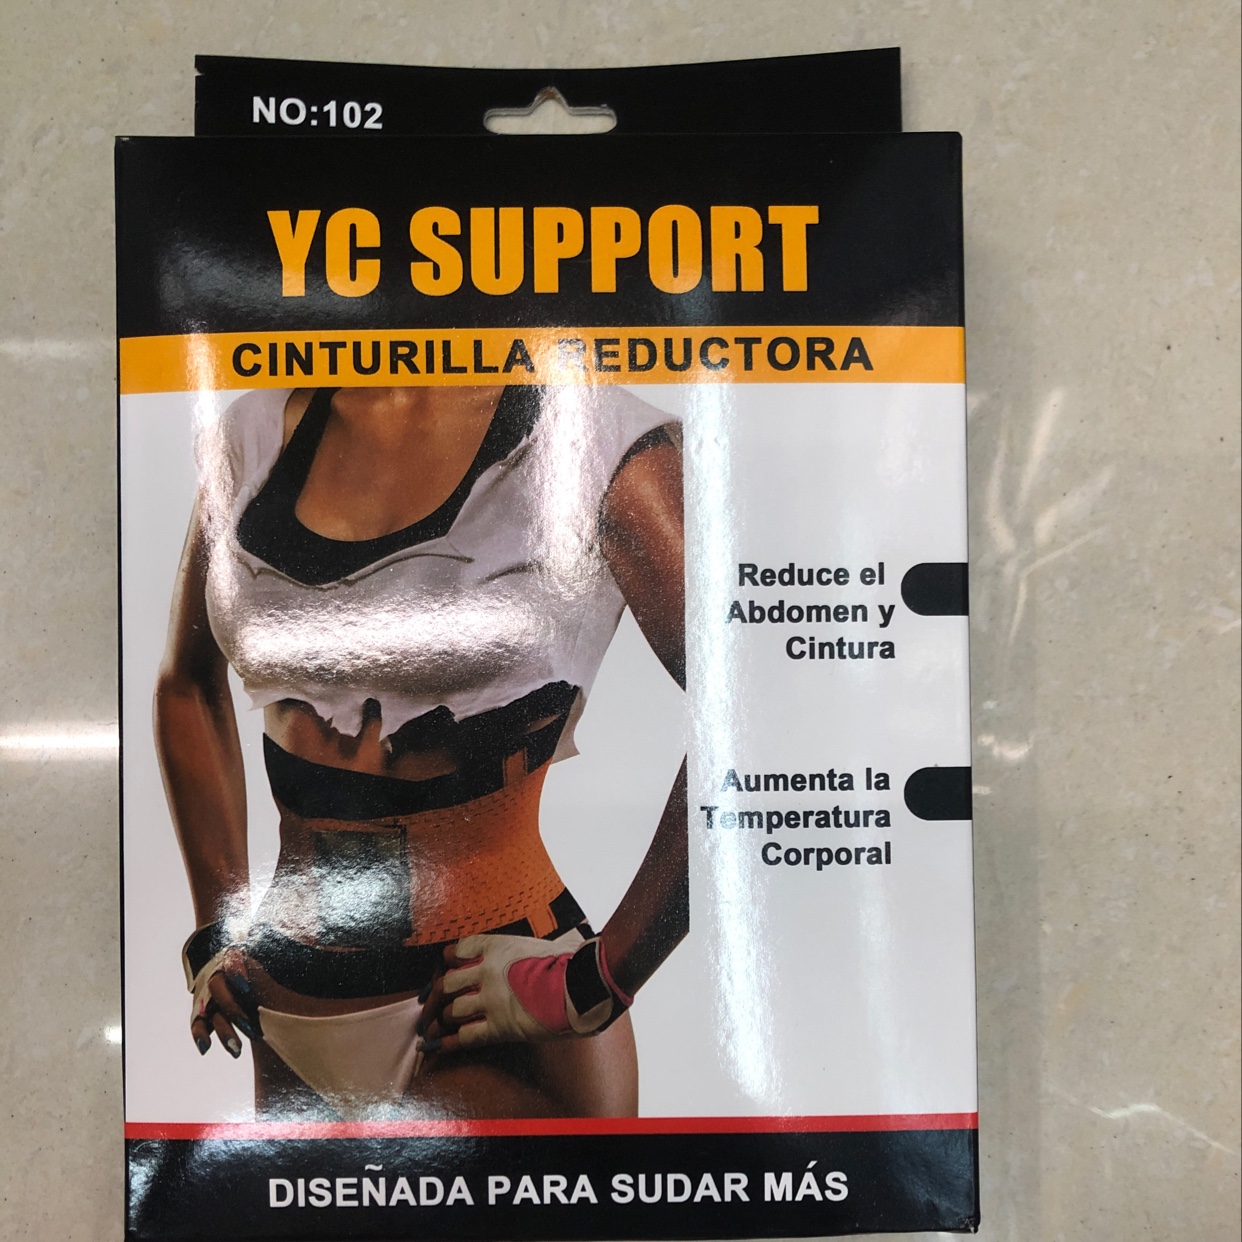 NO:102
YC SUPPORT
CINTURILLA REDUCTORA
Reduce el
Abdomen y
Cintura
Aumenta la
Temperatura
Corporal
DISEÑADA PARA SUDAR MÁS